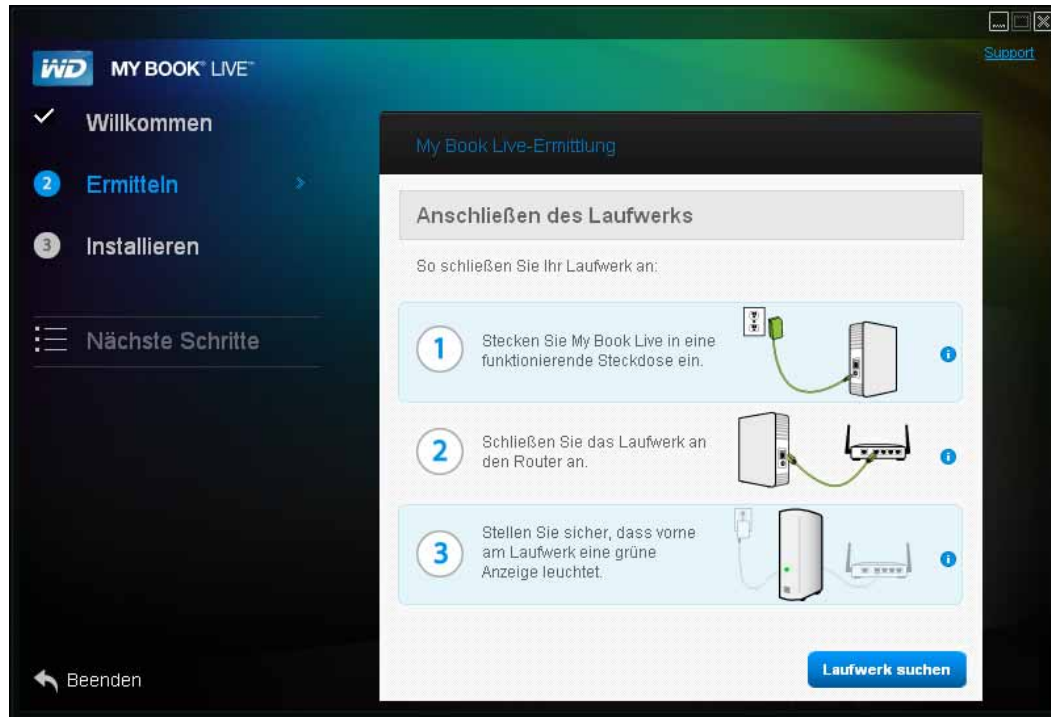 Support
WD MY BOOK® LIVE™
Willkommen
2 Ermitteln
3 Installieren
Nächste Schritte
Beenden
My Book Live-Ermittlung
Anschließen des Laufwerks
So schließen Sie Ihr Laufwerk an:
1
Stecken Sie My Book Live in eine
funktionierende Steckdose ein.
2
Schließen Sie das Laufwerk an
den Router an.
3
Stellen Sie sicher, dass vorne
am Laufwerk eine grüne
Anzeige leuchtet.
Laufwerk suchen